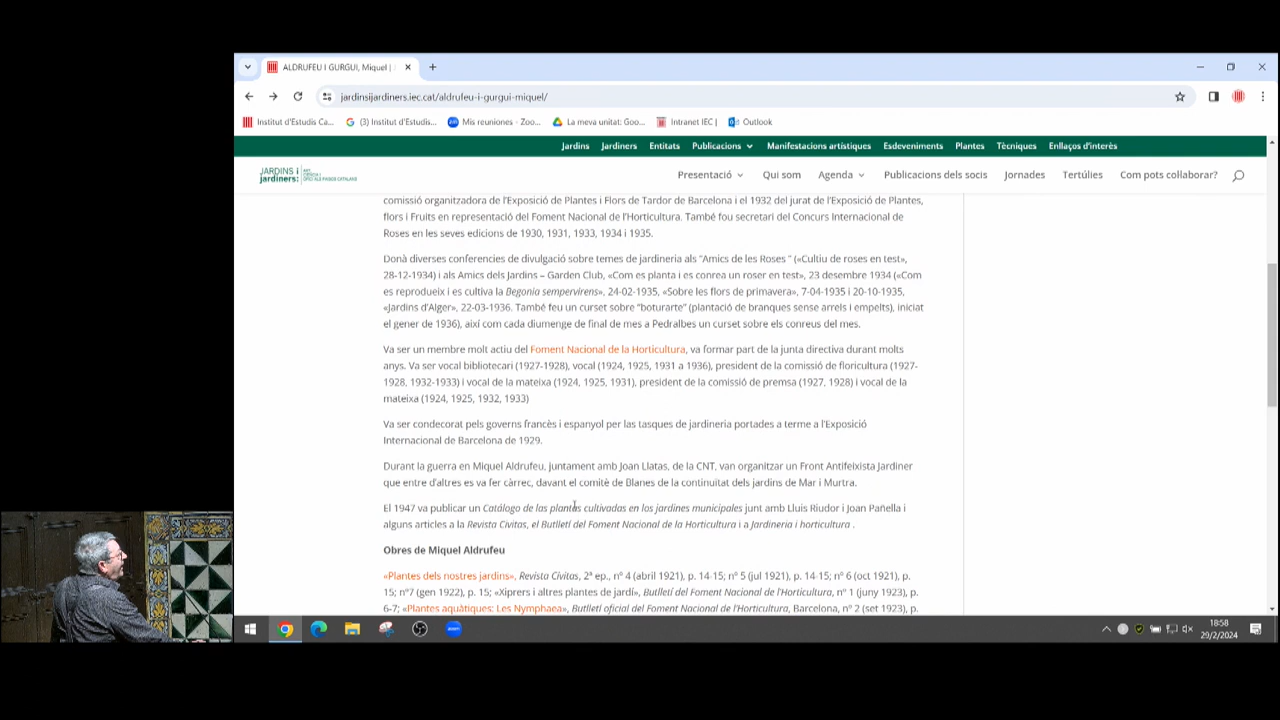 ALDRUFEU I GURGUI, Miquel |
jardinsijardiners.iec.cat/aldrufeu-i-gurgui-miquel/
Institut d'Estudis Ca... (3) Institut d'Estudis... Mis reuniones - Zoo... La meva unitat: Goo... Intranet IEC | Outlook
Jardins Jardiners Entitats Publicacions Manifestacions artístiques Esdeveniments Plantes Tècniques Enllaços d'interès
JARDINS i
jardiners:
Presentació Qui som Agenda Publicacions dels socis Jornades Tertúlies Com pots collaborar?
comissió organitzadora de l'Exposició de Plantes i Flors de Tardor de Barcelona i el 1932 del jurat de l'Exposició de Plantes,
flors i Fruits en representació del Foment Nacional de l'Horticultura. També fou secretari del Concurs Internacional de
Roses en les seves edicions de 1930, 1931, 1933, 1934 i 1935.
Donà diverses conferencies de divulgació sobre temes de jardineria als "Amics de les Roses " («Cultiu de roses en test»,
28-12-1934) i als Amics dels Jardins – Garden Club, «Com es planta i es conrea un roser en test», 23 desembre 1934 («Com
es reprodueix i es cultiva la Begonia sempervirens», 24-02-1935, «Sobre les flors de primavera», 7-04-1935 i 20-10-1935,
«Jardins d'Alger», 22-03-1936. També feu un curset sobre "boturarte" (plantació de branques sense arrels i empelts), iniciat
el gener de 1936), així com cada diumenge de final de mes a Pedralbes un curset sobre els conreus del mes.
Va ser un membre molt actiu del Foment Nacional de la Horticultura, va formar part de la junta directiva durant molts
anys. Va ser vocal bibliotecari (1927-1928), vocal (1924, 1925, 1931 a 1936), president de la comissió de floricultura (1927-
1928, 1932-1933) i vocal de la mateixa (1924, 1925, 1931), president de la comissió de premsa (1927, 1928) i vocal de la
mateixa (1924, 1925, 1932, 1933)
Va ser condecorat pels governs francès i espanyol per las tasques de jardineria portades a terme a l'Exposició
Internacional de Barcelona de 1929.
Durant la guerra en Miquel Aldrufeu, juntament amb Joan Llatas, de la CNT, van organitzar un Front Antifeixista Jardiner
que entre d'altres es va fer càrrec, davant el comitè de Blanes de la continuitat dels jardins de Mar i Murtra.
El 1947 va publicar un Catálogo de las plantas cultivadas en los jardines municipales junt amb Lluis Riudor i Joan Pañella i
alguns articles a la Revista Civitas, el Butlletí del Foment Nacional de la Horticultura i a Jardineria i horticultura .
Obres de Miquel Aldrufeu
«Plantes dels nostres jardins», Revista Civitas, 2ª ep., nº 4 (abril 1921), p. 14-15; nº 5 (jul 1921), p. 14-15; nº 6 (oct 1921), p.
15; nº7 (gen 1922), p. 15; «Xiprers i altres plantes de jardí», Butlletí del Foment Nacional de l'Horticultura, nº 1 (juny 1923), p.
6-7; «Plantes aquàtiques: Les Nymphaea», Butlletí oficial del Foment Nacional de l'Horticultura, Barcelona, nº 2 (set 1923), p.
zoom
18:58
29/2/2024